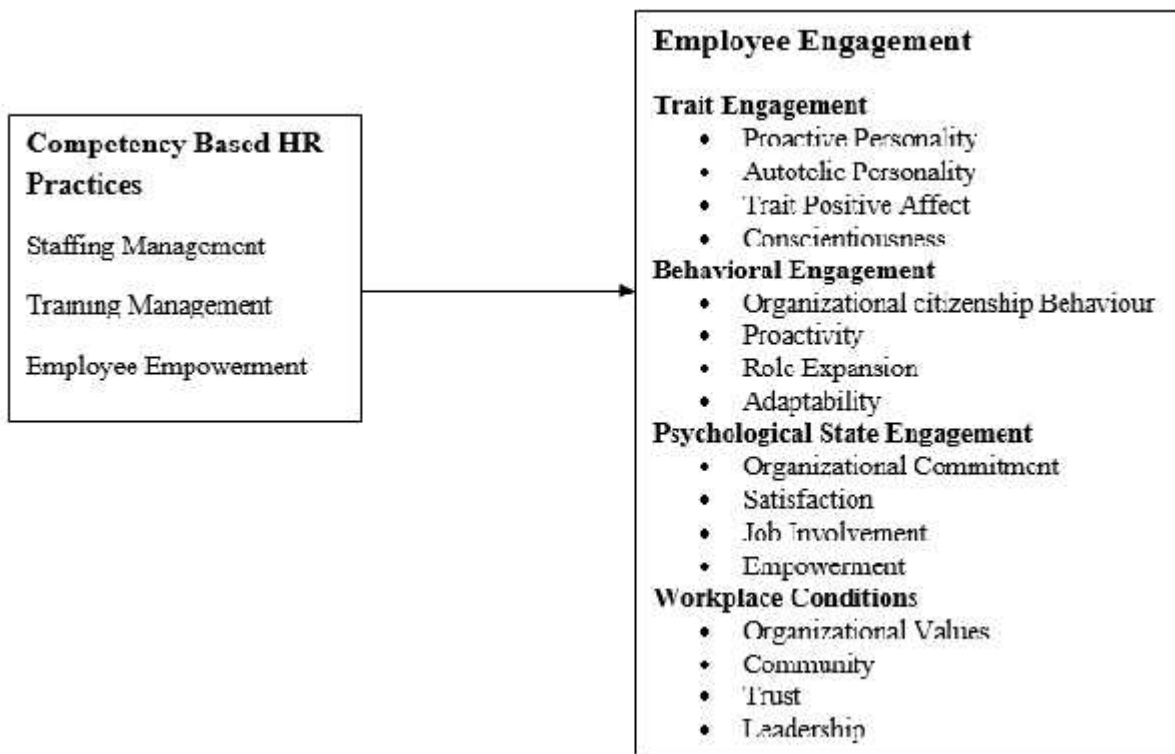 Competency Based HR
Practices
Staffing Management
Training Management
Employee Empowerment
Employee Engagement
Trait Engagement
• Proactive Personality
• Autotelic Personality
• Trait Positive Affect
• Conscientiousness
Behavioral Engagement
• Organizational citizenship Behaviour
• Proactivity
• Role Expansion
• Adaptability
Psychological State Engagement
• Organizational Commitment
• Satisfaction
• Job Involvement
• Empowerment
Workplace Conditions
• Organizational Values
• Community
• Trust
• Leadership